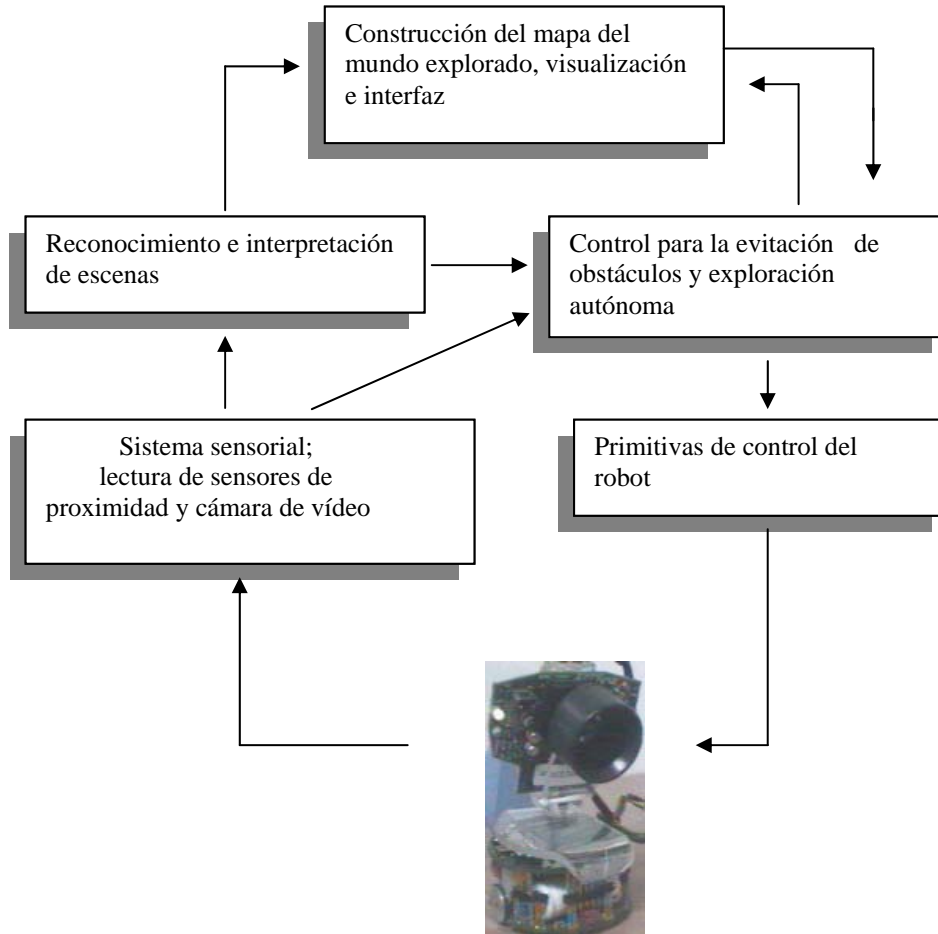 Construcción del mapa del
mundo explorado, visualización
e interfaz
Reconocimiento e interpretación
de escenas
Control para la evitación de
obstáculos y exploración
autónoma
Sistema sensorial;
lectura de sensores de
proximidad y cámara de vídeo
Primitivas de control del
robot